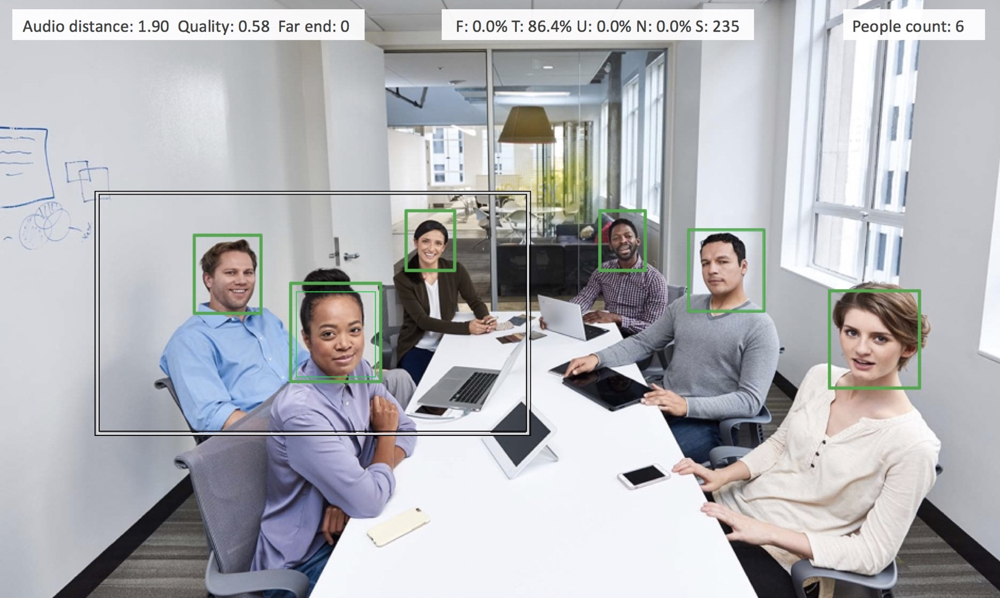 Audio distance: 1.90  Quality: 0.58  Far end: 0
F: 0.0% T: 86.4% U: 0.0% N: 0.0% S: 235
People count: 6